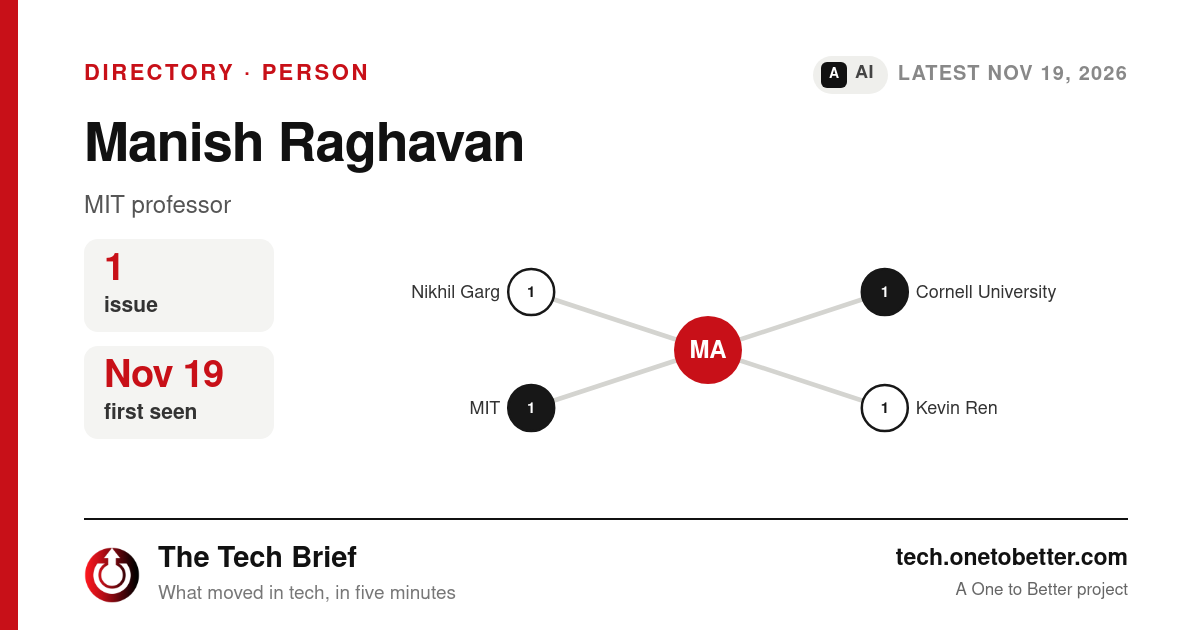 DIRECTORY · PERSON
A AI LATEST NOV 19, 2026
Manish Raghavan
MIT professor
1
issue
Nov 19
first seen
Nikhil Garg 1
1 Cornell University
MA
MIT 1
1 Kevin Ren
The Tech Brief
What moved in tech, in five minutes
tech.onetobetter.com
A One to Better project